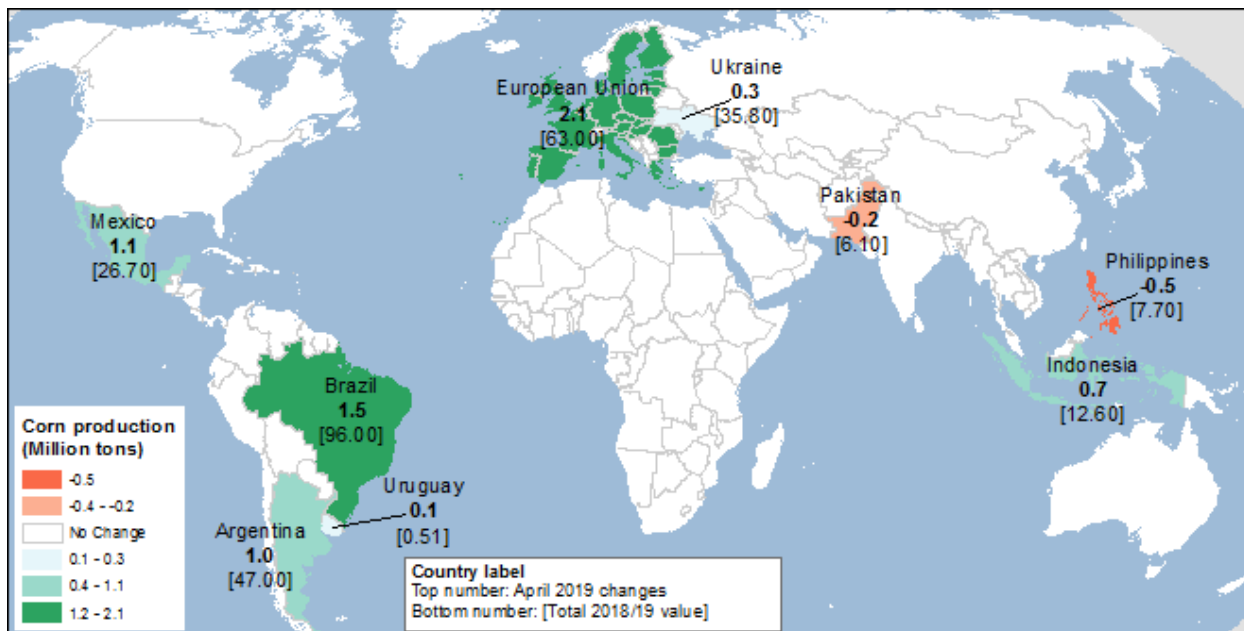 Ukraine
0.3
[35.80]
European Union
2.1
[63.00]
Pakistan
-0.2
[6.10]
Mexico
1.1
[26.70]
Philippines
-0.5
[7.70]
Indonesia
0.7
[12.60]
Brazil
1.5
[96.00]
Uruguay
0.1
[0.51]
Argentina
1.0
[47.00]
Corn production
(Million tons)
-0.5
-0.4 - -0.2
No Change
0.1 - 0.3
0.4 - 1.1
1.2 - 2.1
Country label
Top number: April 2019 changes
Bottom number: [Total 2018/19 value]